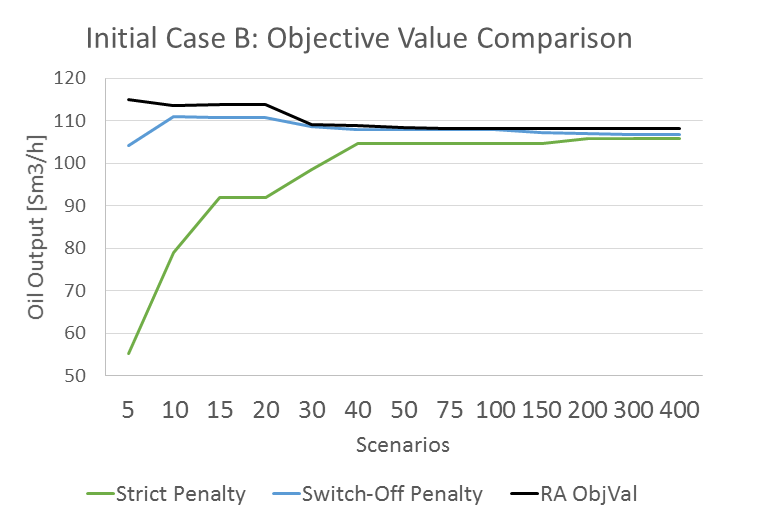 Initial Case B: Objective Value Comparison
120
110
100
90
80
70
60
50
Oil Output [Sm3/h]
5 10 15 20 30 40 50 75 100 150 200 300 400
Scenarios
Strict Penalty Switch-Off Penalty RA ObjVal